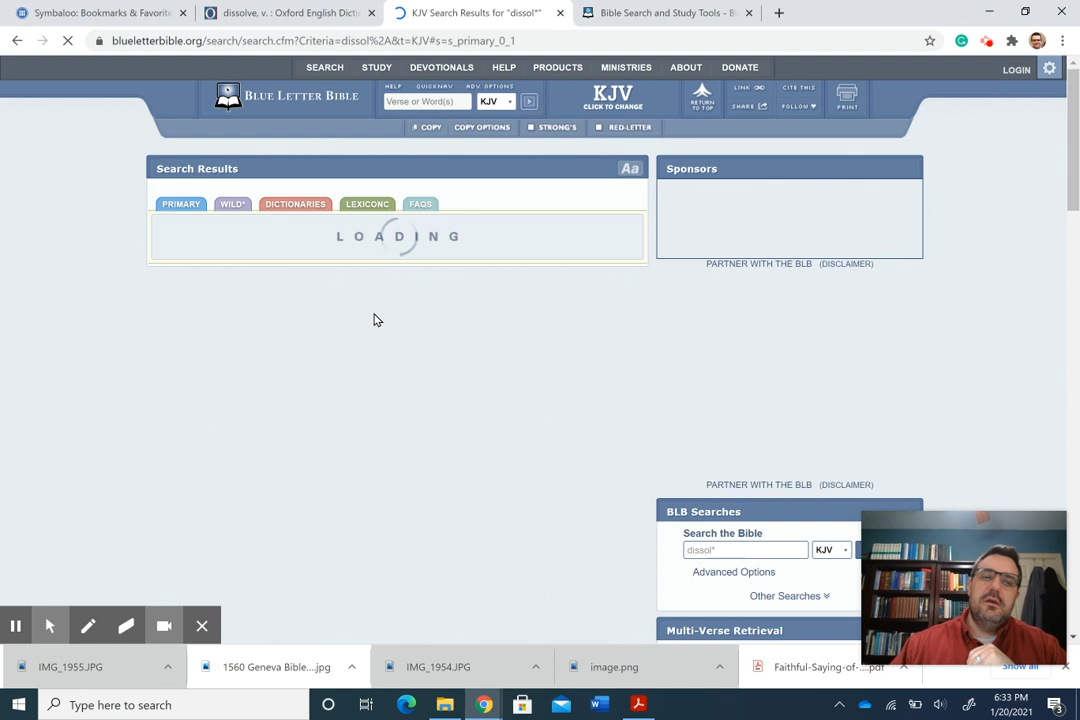 Symbaloo: Bookmarks & Favorite
dissolve, v. : Oxford English Dicti
KJV Search Results for "dissol*"
Bible Search and Study Tools - Bl
blueletterbible.org/search/search.cfm?Criteria=dissol%2A&t=KJV#s=s_primary_0_1
SEARCH STUDY DEVOTIONALS HELP PRODUCTS MINISTRIES ABOUT DONATE
LOGIN
BLUE LETTER BIBLE
HELP QUICKNAV ADV. OPTIONS
Verse or Word(s)
KJV
KJV
CLICK TO CHANGE
RETURN
TO TOP
LINK
CITE THIS
SHARE
FOLLOW
PRINT
COPY COPY OPTIONS STRONG'S RED-LETTER
Search Results
Aa
Sponsors
PRIMARY WILD* DICTIONARIES LEXICONC FAQS
LOADING
PARTNER WITH THE BLB (DISCLAIMER)
PARTNER WITH THE BLB (DISCLAIMER)
BLB Searches
Search the Bible
dissol*
KJV
Advanced Options
Other Searches
Multi-Verse Retrieval
IMG_1955.JPG
1560 Geneva Bible....jpg
IMG_1954.JPG
image.png
Faithful-Saying-of-....pdf
Show all
Type here to search
6:33 PM
1/20/2021
3